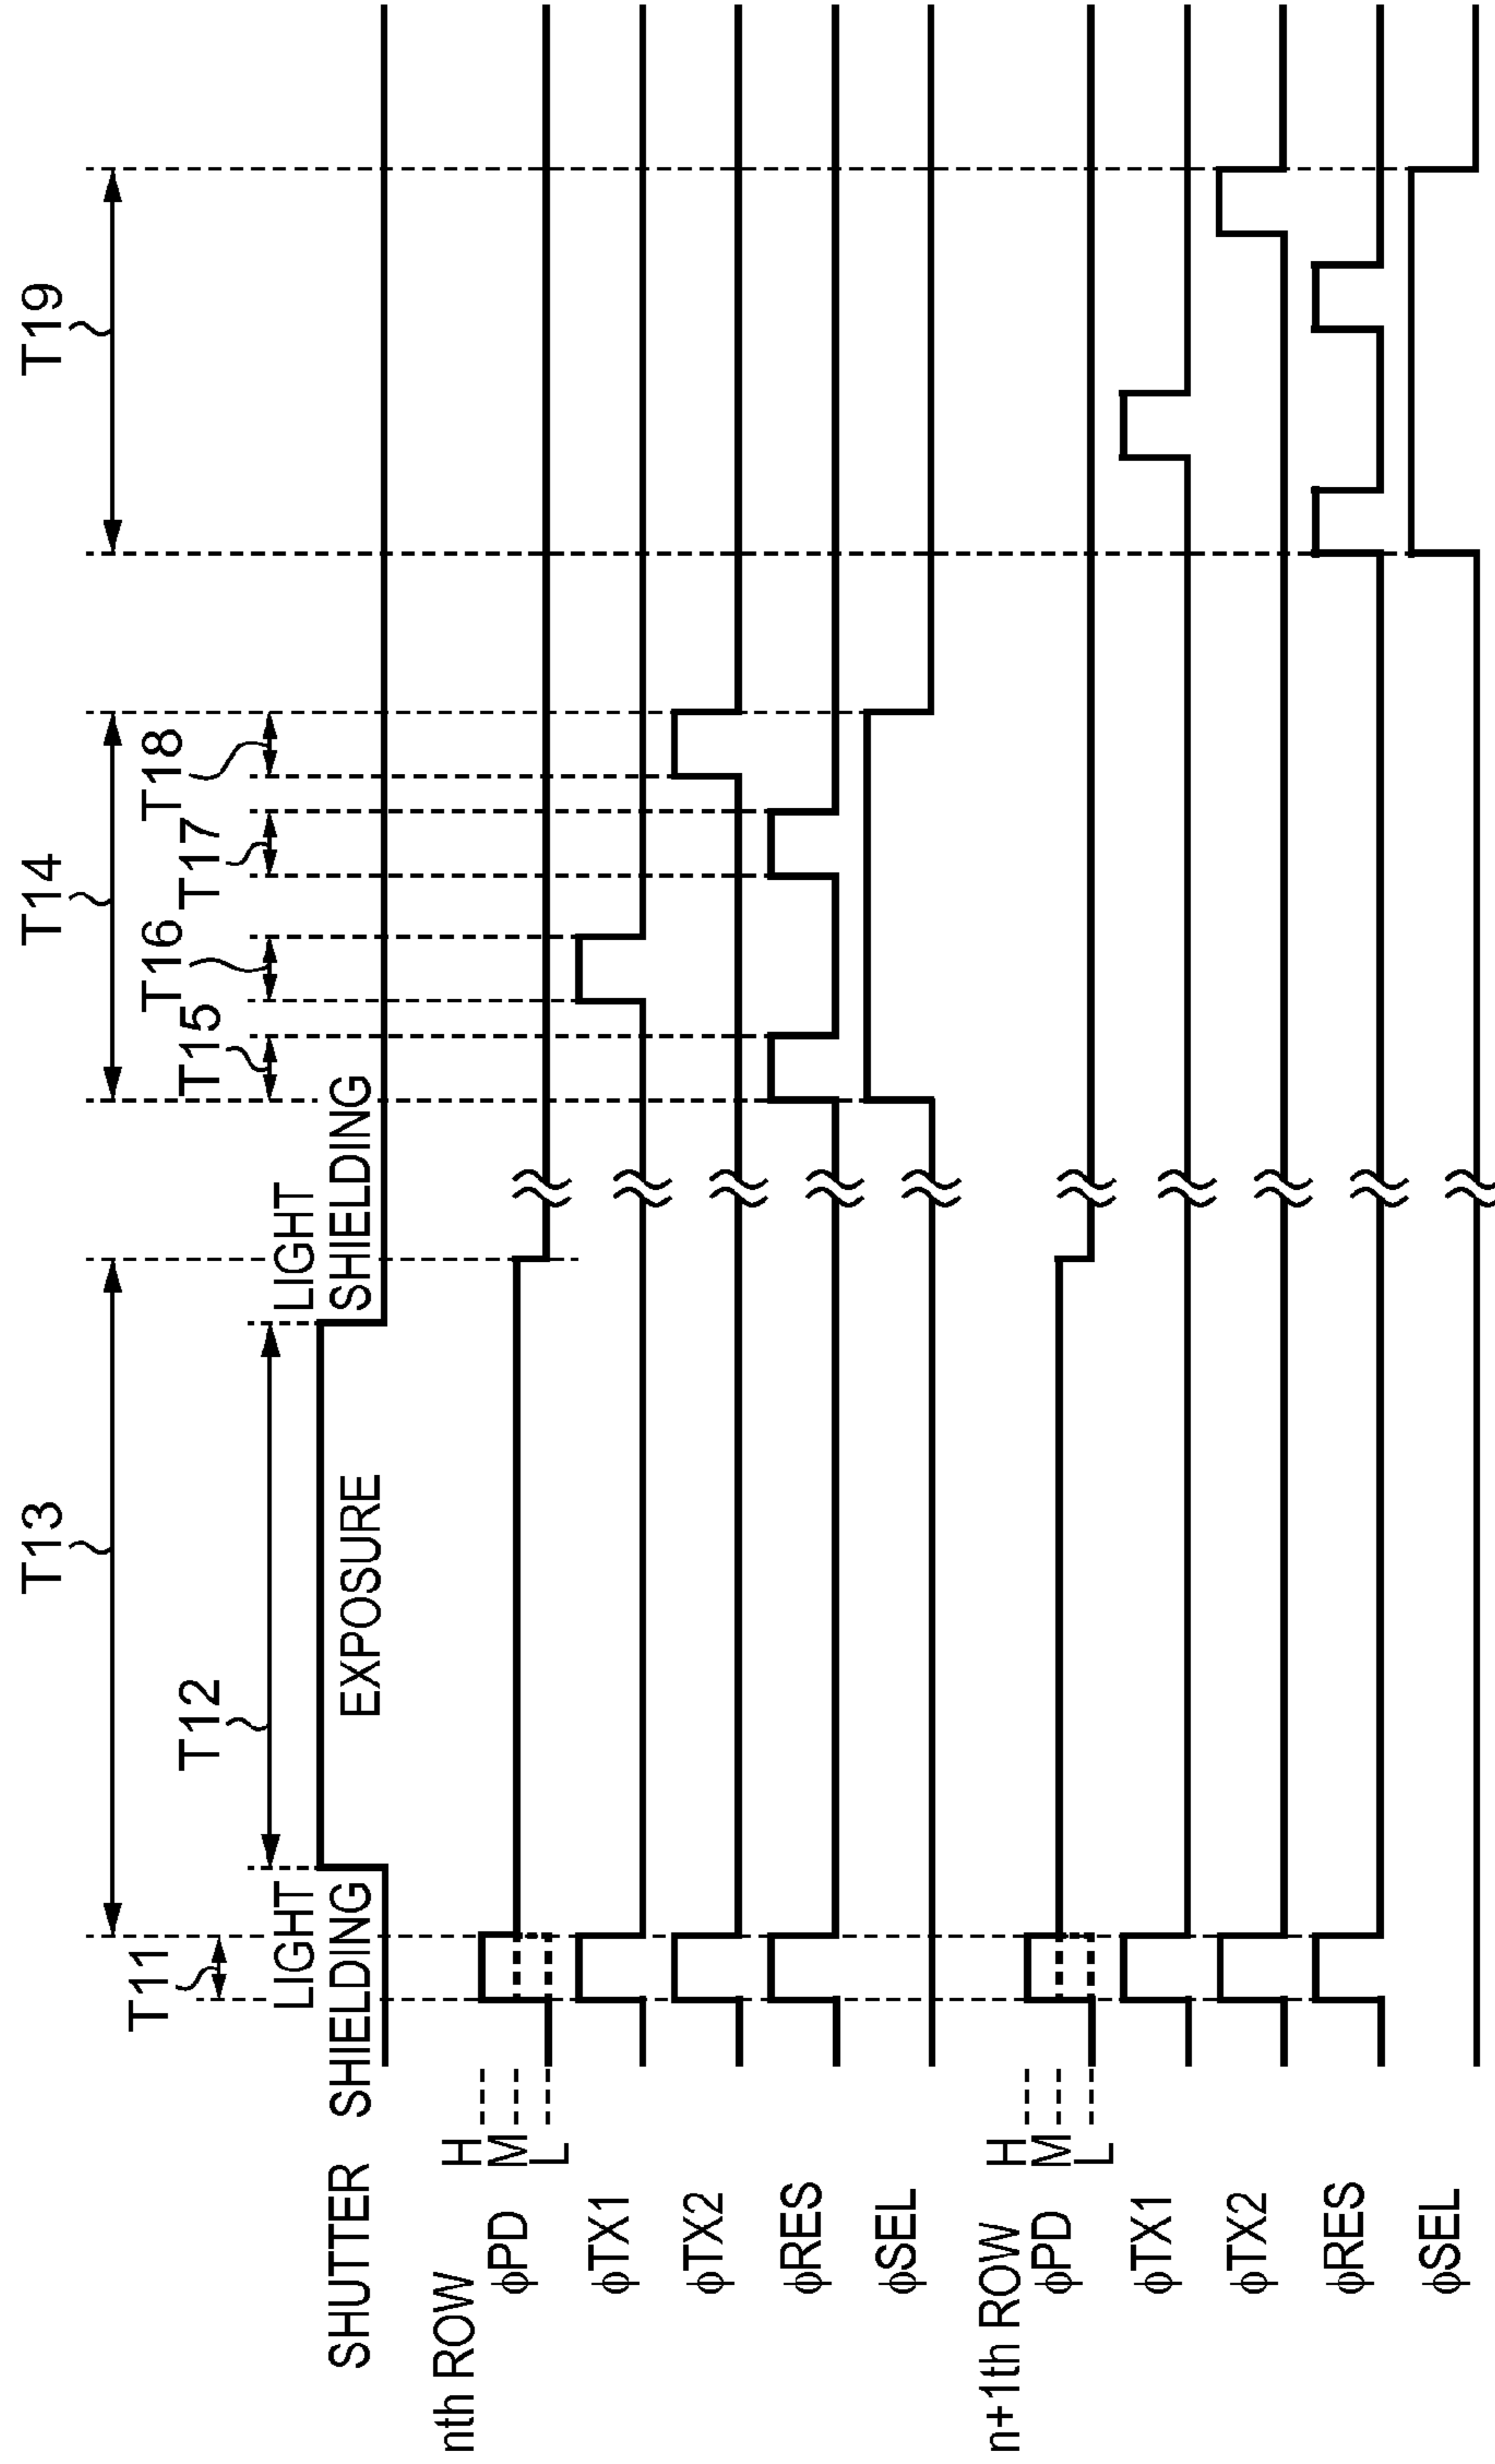 T11
T12
T13
T14
T15
T16
T17
T18
T19
SHUTTER
LIGHT
SHIELDING
EXPOSURE
LIGHT
SHIELDING
nth ROW
H
M
L
ϕPD
ϕTX1
ϕTX2
ϕRES
ϕSEL
n+1th ROW
H
M
L
ϕPD
ϕTX1
ϕTX2
ϕRES
ϕSEL